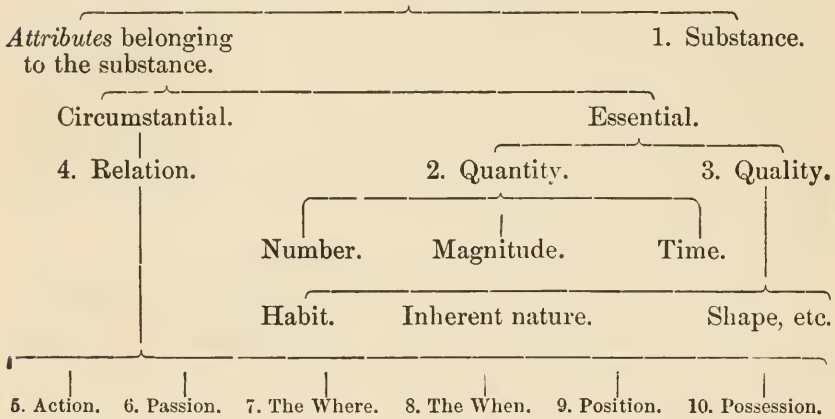 Attributes belonging 1. Substance.
to the substance.
Circumstantial. Essential.
4. Relation. 2. Quantity. 3. Quality.
Number. Magnitude. Time.
Habit. Inherent nature. Shape, etc.
5. Action. 6. Passion. 7. The Where. 8. The When. 9. Position. 10. Possession.